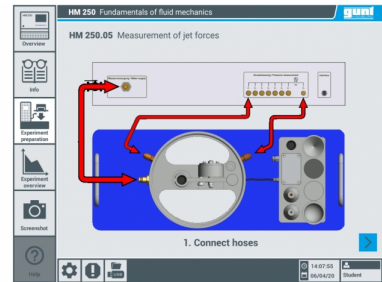 HM 250 Fundamentals of fluid mechanics
gunt
HM 250.05 Measurement of jet forces
Overview
Info
Experiment
preparation
Experiment
overview
Screenshot
Help
1. Connect hoses
14:07:55
06/04/20
Student